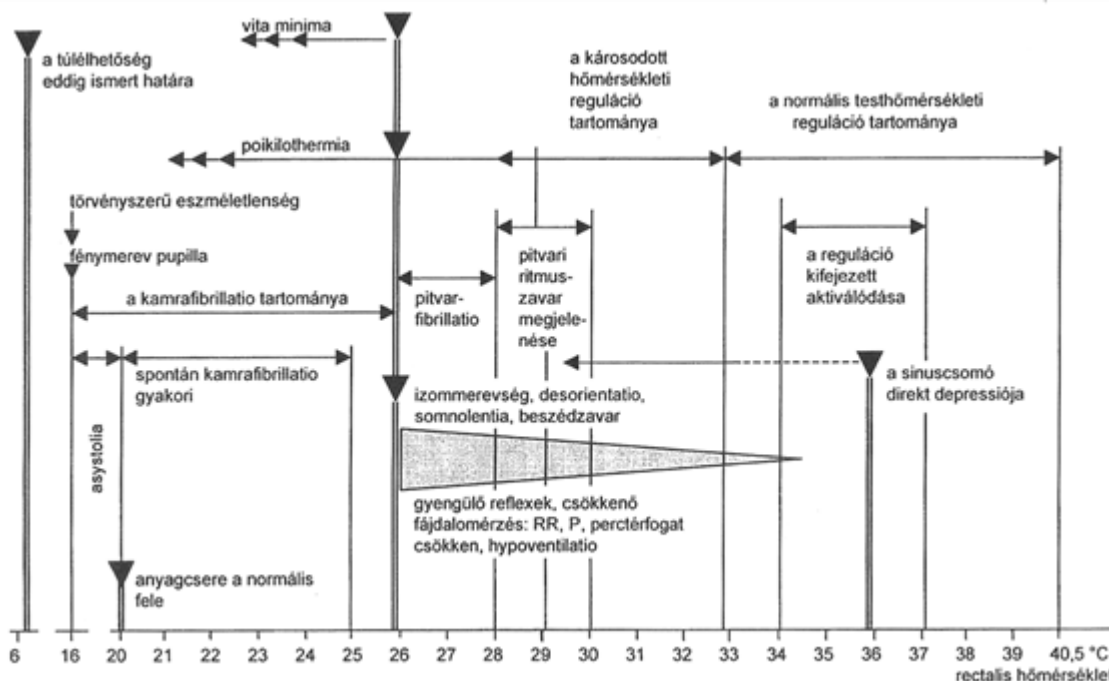 vita minima
a túlélhetőség
eddig ismert határa
a károsodott
hőmérsékleti
reguláció
tartománya
a normális testhőmérsékleti
reguláció tartománya
poikilothermia
törvényszerű eszméletlenség
fénymerev pupilla
a kamrafibrillatio tartománya
pitvar-
fibrillatio
pitvari
ritmus-
zavar
megjele-
nése
a reguláció
kifejezett
aktiválódása
spontán kamrafibrillatio
gyakori
asystolia
izommerevség, desorientatio,
somnolentia, beszédzavar
a sinuscsomó
direkt depressiója
gyengülő reflexek, csökkenő
fájdalomérzés: RR, P, perctérfogat
csökken, hypoventilatio
anyagcsere a normális
fele
6 16 20 21 22 23 24 25 26 28 29 30 31 32 33 34 35 36 37 38 39 40,5 °C
rectalis hőmérséklet